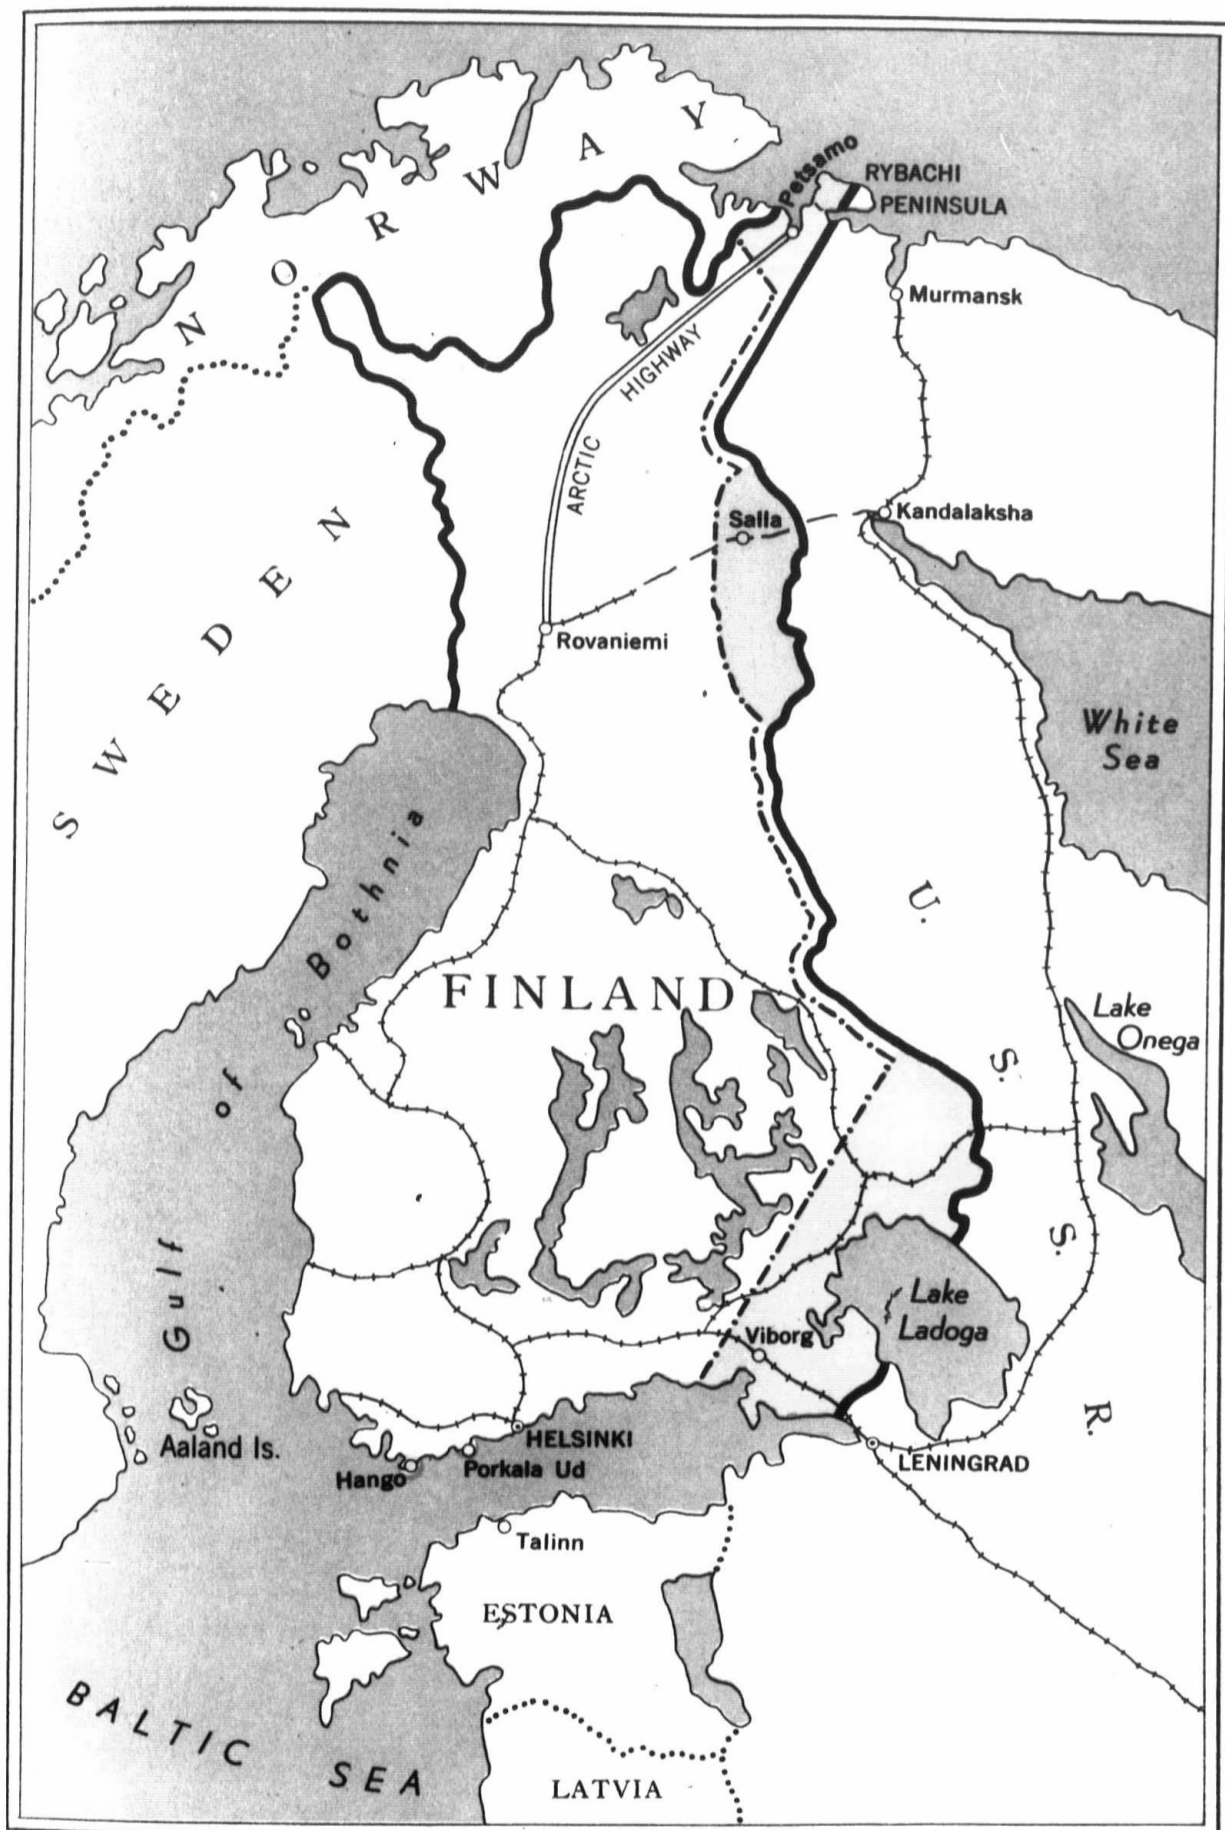 NORWAY
Petsamo
RYBACHI
PENINSULA
Murmansk
ARCTIC
HIGHWAY
SWEDEN
Salla
Kandalaksha
Rovaniemi
White
Sea
Gulf of Bothnia
FINLAND
U.S.S.R.
Lake
Onega
Lake
Ladoga
Viborg
Aaland Is.
HELSINKI
Porkala Ud
Hango
LENINGRAD
Talinn
ESTONIA
BALTIC SEA
LATVIA